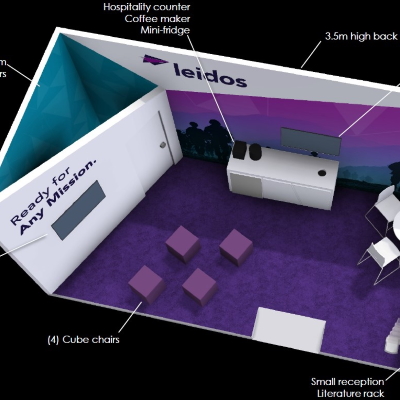 Hospitality counter
Coffee maker
Mini-fridge
3.5m high back
leidos
Ready for
Any Mission.
(4) Cube chairs
Small reception
Literature rack